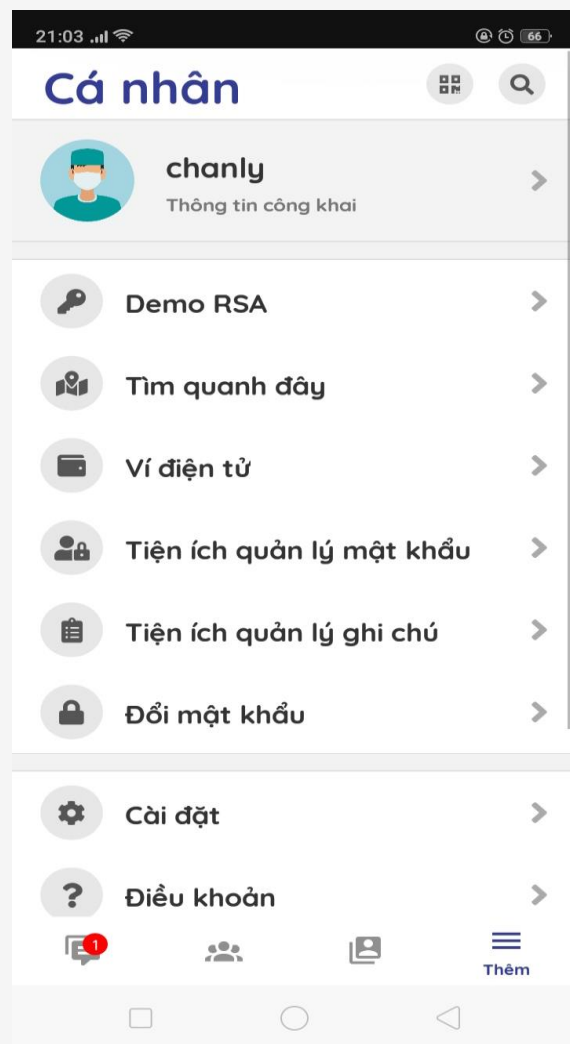 21:03
66
Cá nhân
chanly
Thông tin công khai
Demo RSA
Tìm quanh đây
Ví điện tử
Tiện ích quản lý mật khẩu
Tiện ích quản lý ghi chú
Đổi mật khẩu
Cài đặt
Điều khoản
1
Thêm